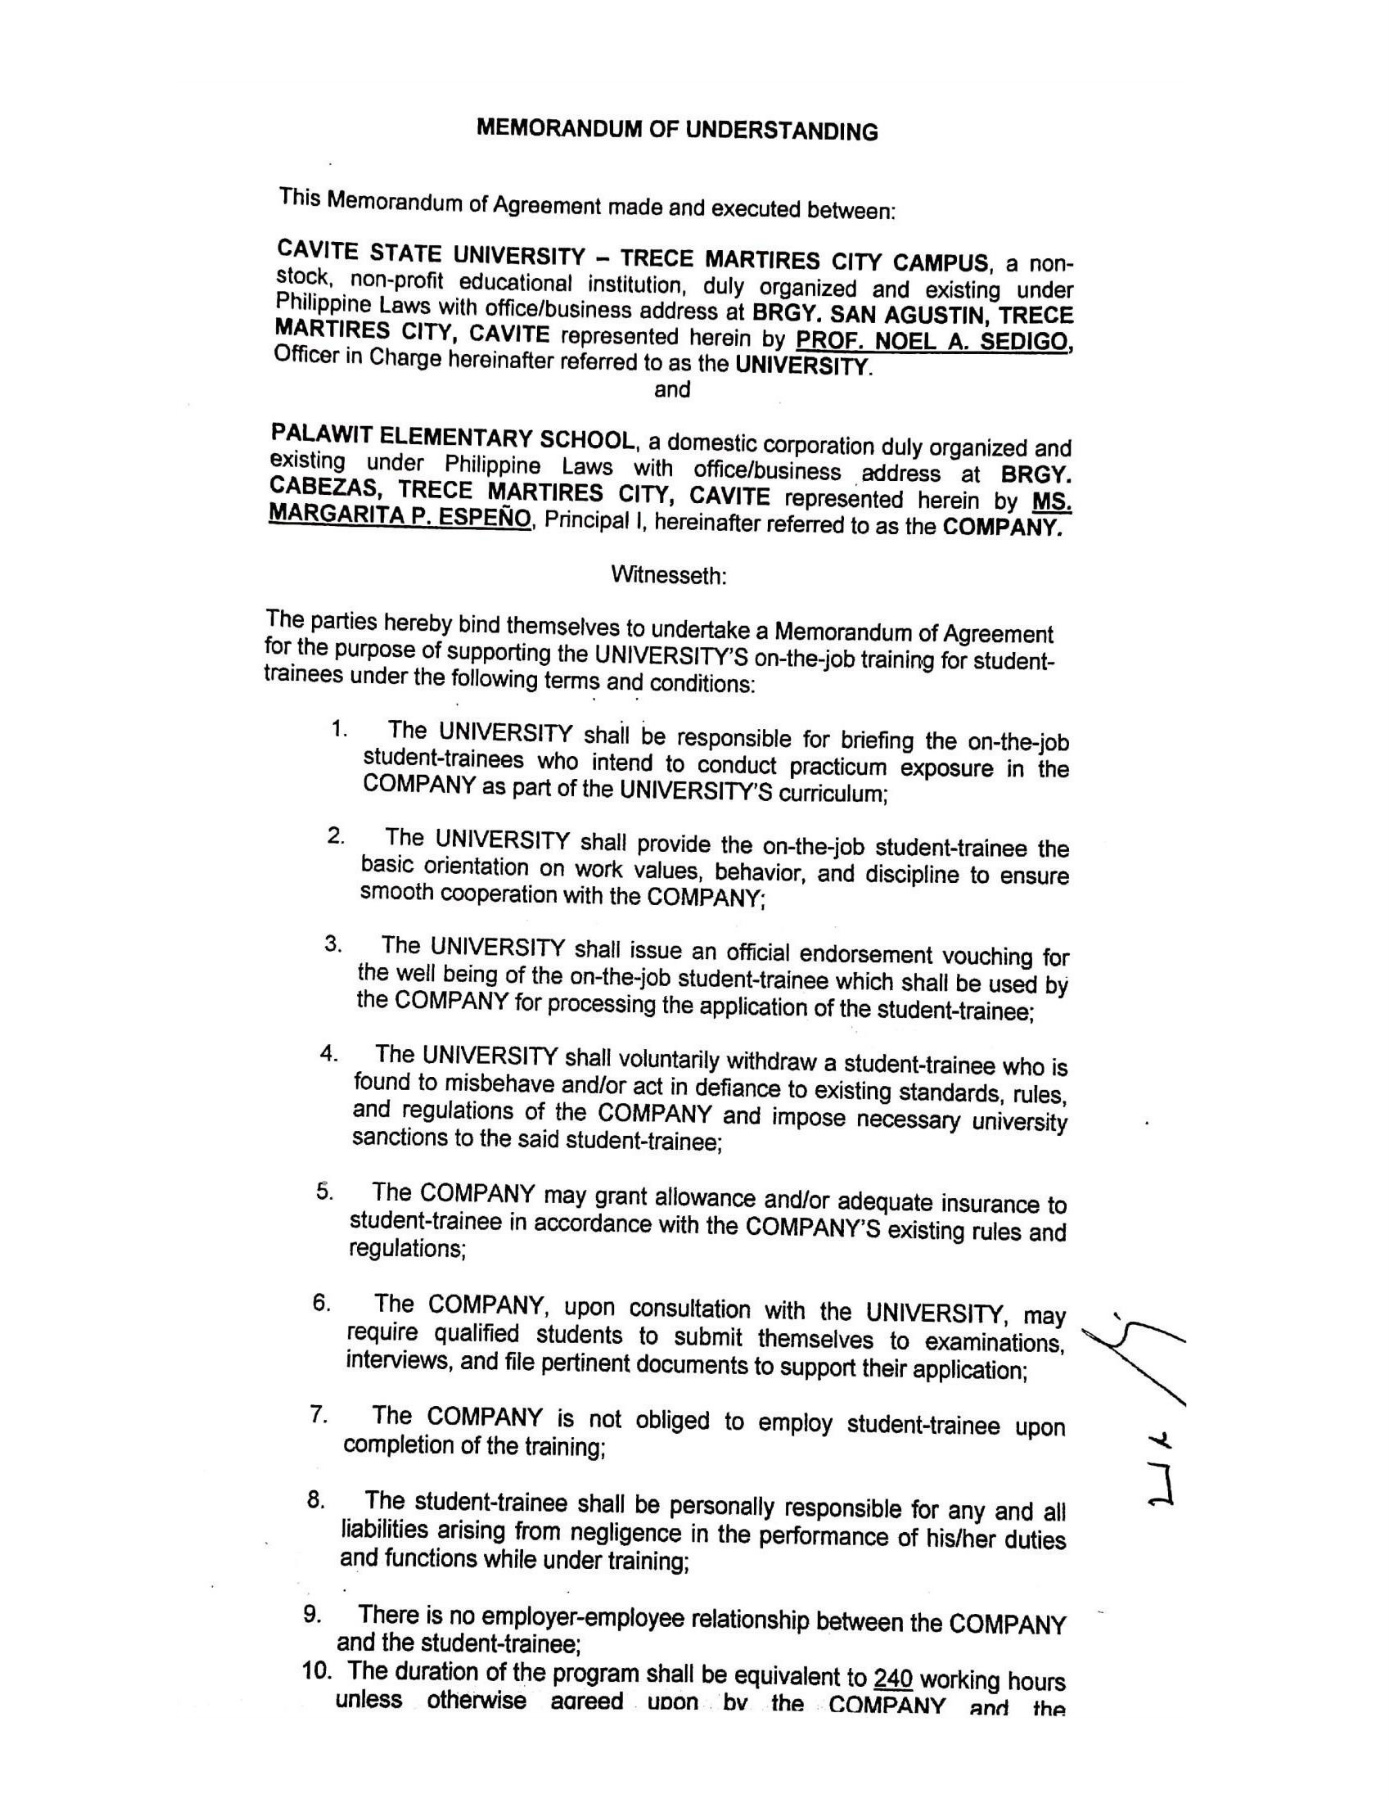 MEMORANDUM OF UNDERSTANDING
This Memorandum of Agreement made and executed between:
CAVITE STATE UNIVERSITY – TRECE MARTIRES CITY CAMPUS, a non-
stock, non-profit educational institution, duly organized and existing under
Philippine Laws with office/business address at BRGY. SAN AGUSTIN, TRECE
MARTIRES CITY, CAVITE represented herein by PROF. NOEL A. SEDIGO,
Officer in Charge hereinafter referred to as the UNIVERSITY.
and
PALAWIT ELEMENTARY SCHOOL, a domestic corporation duly organized and
existing under Philippine Laws with office/business address at BRGY.
CABEZAS, TRECE MARTIRES CITY, CAVITE represented herein by MS.
MARGARITA P. ESPEÑO, Principal I, hereinafter referred to as the COMPANY.
Witnesseth:
The parties hereby bind themselves to undertake a Memorandum of Agreement
for the purpose of supporting the UNIVERSITY'S on-the-job training for student-
trainees under the following terms and conditions:
1. The UNIVERSITY shall be responsible for briefing the on-the-job
student-trainees who intend to conduct practicum exposure in the
COMPANY as part of the UNIVERSITY'S curriculum;
2. The UNIVERSITY shall provide the on-the-job student-trainee the
basic orientation on work values, behavior, and discipline to ensure
smooth cooperation with the COMPANY;
3. The UNIVERSITY shall issue an official endorsement vouching for
the well being of the on-the-job student-trainee which shall be used by
the COMPANY for processing the application of the student-trainee;
4. The UNIVERSITY shall voluntarily withdraw a student-trainee who is
found to misbehave and/or act in defiance to existing standards, rules,
and regulations of the COMPANY and impose necessary university
sanctions to the said student-trainee;
5. The COMPANY may grant allowance and/or adequate insurance to
student-trainee in accordance with the COMPANY'S existing rules and
regulations;
6. The COMPANY, upon consultation with the UNIVERSITY, may
require qualified students to submit themselves to examinations,
interviews, and file pertinent documents to support their application;
7. The COMPANY is not obliged to employ student-trainee upon
completion of the training;
8. The student-trainee shall be personally responsible for any and all
liabilities arising from negligence in the performance of his/her duties
and functions while under training;
9. There is no employer-employee relationship between the COMPANY
and the student-trainee;
10. The duration of the program shall be equivalent to 240 working hours
unless otherwise agreed upon by the COMPANY and the